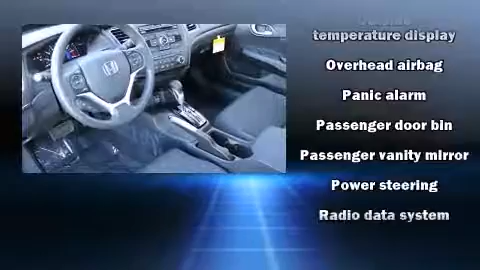 temperature display
Overhead airbag
Panic alarm
Passenger door bin
Passenger vanity mirror
Power steering
Radio data system